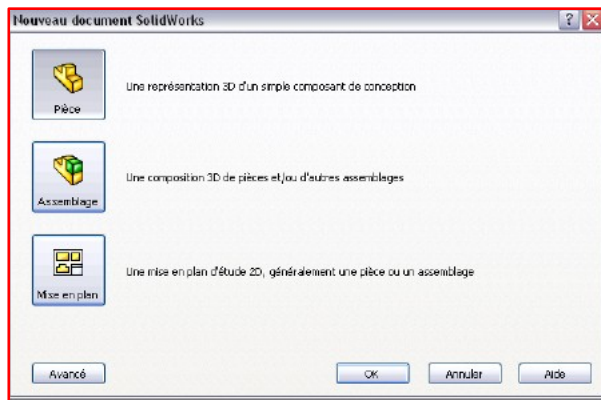 Nouveau document SolidWorks
Pièce
Une représentation 3D d'un simple composant de conception
Assemblage
Une composition 3D de pièces et/ou d'autres assemblages
Mise en plan
Une mise en plan d'étude 2D, généralement une pièce ou un assemblage
Avancé OK Annuler Aide